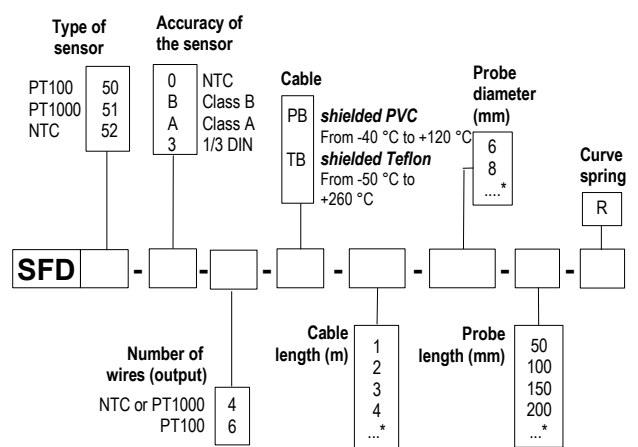 Type of
sensor
PT100 50
PT1000 51
NTC 52
Accuracy of
the sensor
0 NTC
B Class B
A Class A
3 1/3 DIN
Cable
PB shielded PVC
From -40 °C to +120 °C
TB shielded Teflon
From -50 °C to
+260 °C
Probe
diameter
(mm)
6
8
....*
Curve
spring
R
SFD - - - - - - -
Number of
wires (output)
NTC or PT1000 4
PT100 6
Cable
length (m)
1
2
3
4
...*
Probe
length (mm)
50
100
150
200
...*